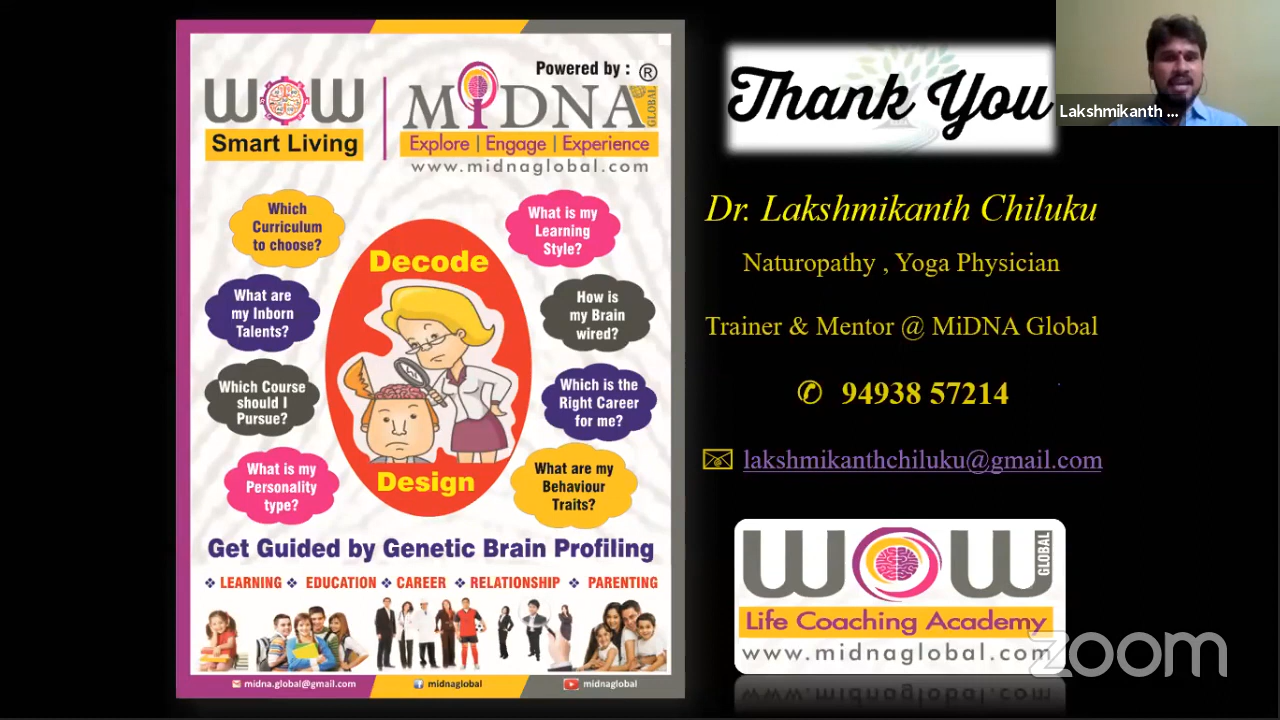 Powered by : ®
WOW
Smart Living
MiDNA
GLOBAL
Explore | Engage | Experience
www.midnaglobal.com
Which
Curriculum
to choose?
What is my
Learning
Style?
Decode
What are
my Inborn
Talents?
How is
my Brain
wired?
Which Course
should I
Pursue?
Which is the
Right Career
for me?
What is my
Personality
type?
What are my
Behaviour
Traits?
Design
Get Guided by Genetic Brain Profiling
❖ LEARNING ❖ EDUCATION ❖ CAREER ❖ RELATIONSHIP ❖ PARENTING
midna.global@gmail.com
midnaglobal
midnaglobal
Thank You
Lakshmikanth ...
Dr. Lakshmikanth Chiluku
Naturopathy , Yoga Physician
Trainer & Mentor @ MiDNA Global
✆ 94938 57214
✉ lakshmikanthchiluku@gmail.com
WOW
GLOBAL
Life Coaching Academy
www.midnaglobal.com
zoom